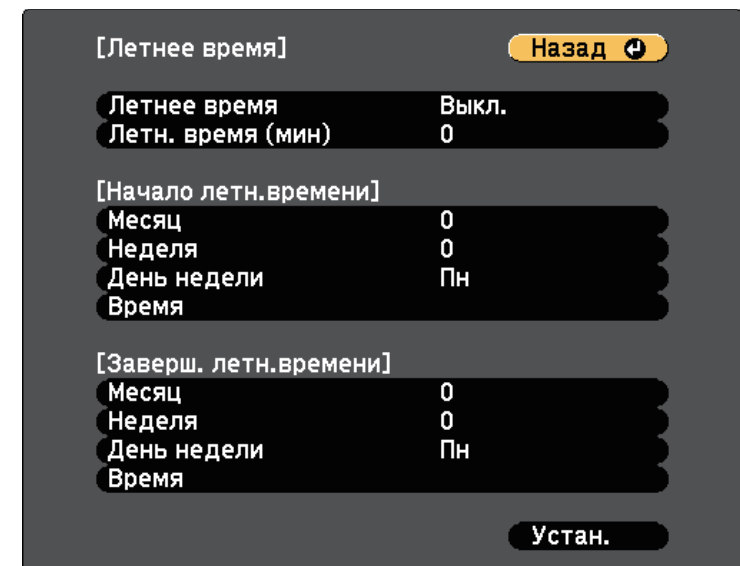 [Летнее время] Назад
Летнее время Выкл.
Летн. время (мин) 0
[Начало летн.времени]
Месяц 0
Неделя 0
День недели Пн
Время
[Заверш. летн.времени]
Месяц 0
Неделя 0
День недели Пн
Время
Устан.